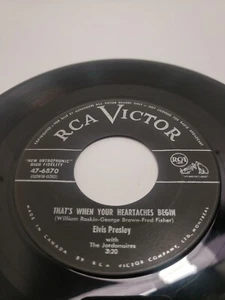 RCA VICTOR
"NEW ORTHOPHONIC"
HIGH FIDELITY
47-6870
RCA
THAT'S WHEN YOUR HEARTACHES BEGIN
(William Raskin-George Brown-Fred Fisher)
Elvis Presley
with
The Jordanaires
3:20
MADE IN CANADA BY R.C.A. VICTOR COMPANY, LTD., MONTREAL